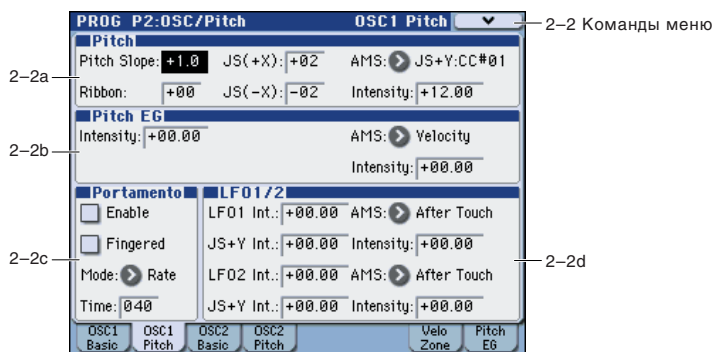 PROG P2:OSC/Pitch OSC1 Pitch
2–2 Команды меню
Pitch
Pitch Slope: +1.0 JS(+X): +02 AMS: JS+Y:CC#01
2–2a
Ribbon: +00 JS(-X): -02 Intensity: +12.00
Pitch EG
Intensity: +00.00 AMS: Velocity
2–2b
Intensity: +00.00
Portamento LFO1/2
Enable LFO1 Int.: +00.00 AMS: After Touch
Fingered JS+Y Int.: +00.00 Intensity: +00.00
2–2c 2–2d
Mode: Rate LFO2 Int.: +00.00 AMS: After Touch
Time: 040 JS+Y Int.: +00.00 Intensity: +00.00
OSC1 Basic OSC1 Pitch OSC2 Basic OSC2 Pitch Velo Zone Pitch EG